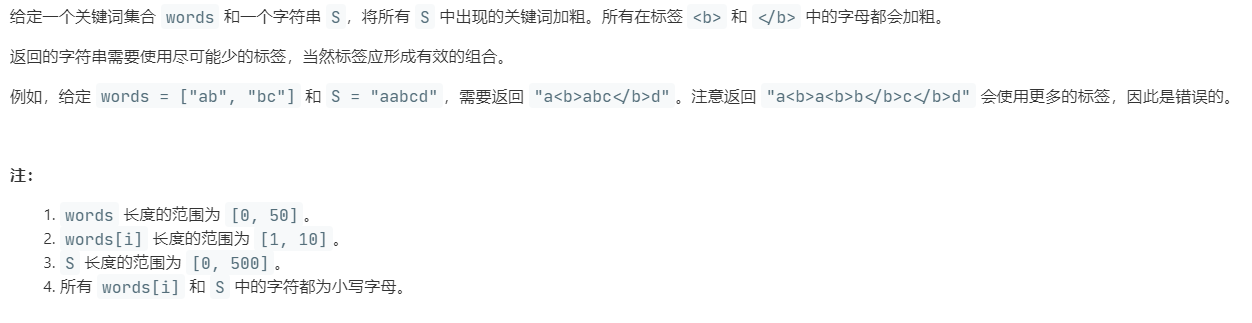 给定一个关键词集合 words 和一个字符串 S，将所有 S 中出现的关键词加粗。所有在标签 <b> 和 </b> 中的字母都会加粗。
返回的字符串需要使用尽可能少的标签，当然标签应形成有效的组合。
例如，给定 words = ["ab", "bc"] 和 S = "aabcd"，需要返回 "a<b>abc</b>d"。注意返回 "a<b>a<b>b</b>c</b>d" 会使用更多的标签，因此是错误的。
注：
1. words 长度的范围为 [0, 50]。
2. words[i] 长度的范围为 [1, 10]。
3. S 长度的范围为 [0, 500]。
4. 所有 words[i] 和 S 中的字符都为小写字母。